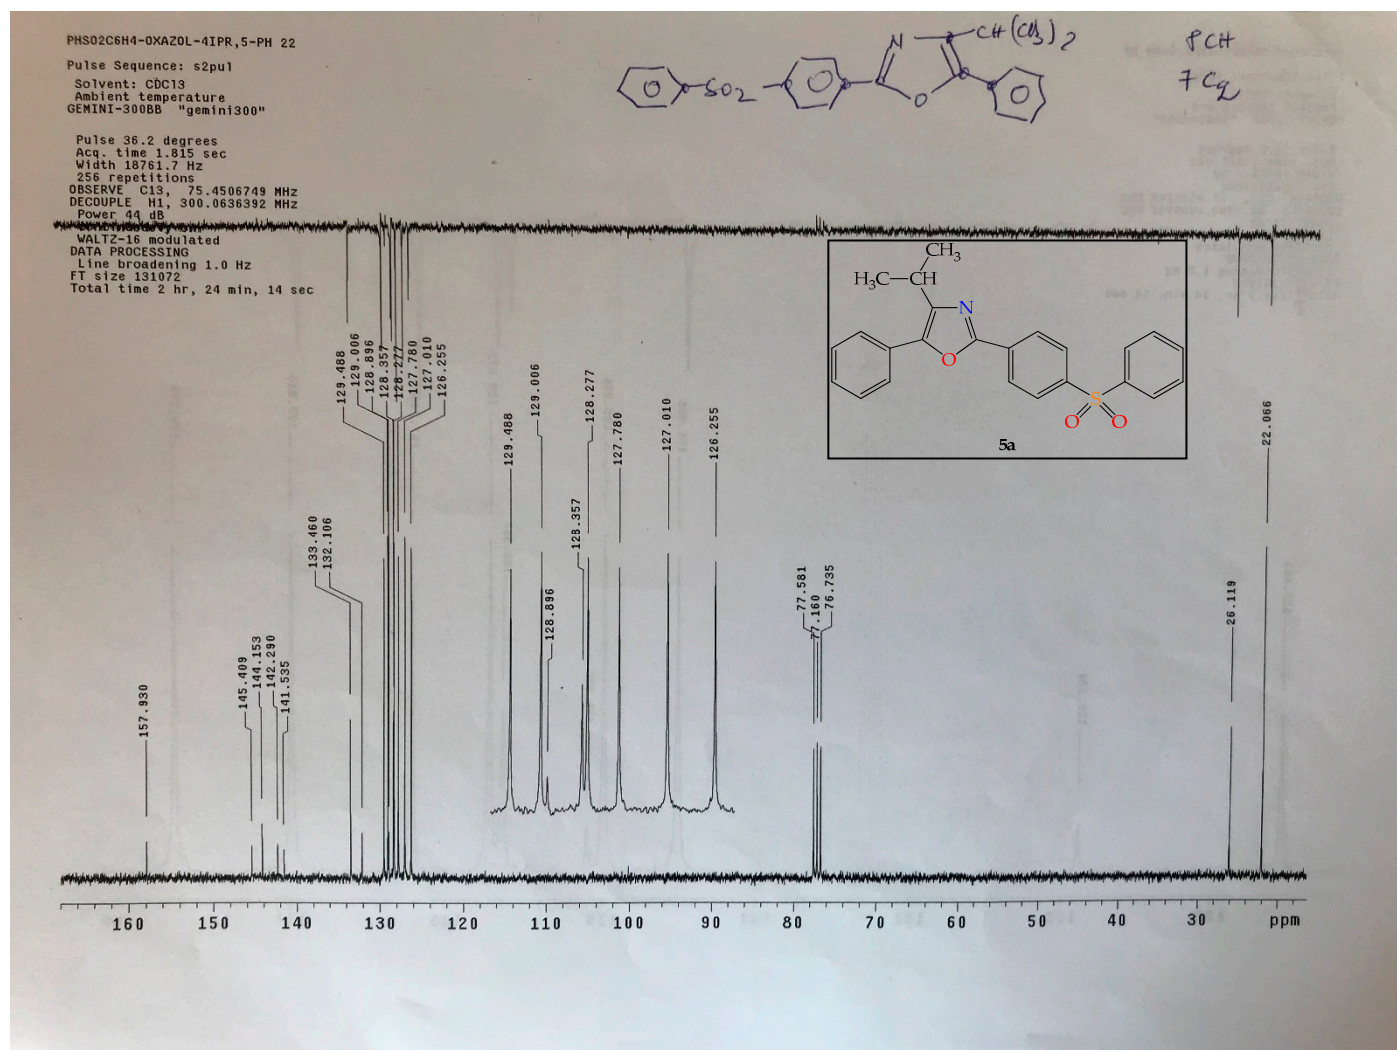 PHSO2C6H4-OXAZOL-4IPR,5-PH 22
Pulse Sequence: s2pul
Solvent: CDCl3
Ambient temperature
GEMINI-300BB "gemini300"
Pulse 36.2 degrees
Acq. time 1.815 sec
Width 18761.7 Hz
256 repetitions
OBSERVE C13, 75.4506749 MHz
DECOUPLE H1, 300.0636392 MHz
Power 44 dB
WALTZ-16 modulated
DATA PROCESSING
Line broadening 1.0 Hz
FT size 131072
Total time 2 hr, 24 min, 14 sec
N
CH(CH3)2
SO2
O
8CH
7Cq
CH3
H3C
CH
N
O
S
O
O
5a
157.930
145.409
144.153
142.290
141.535
133.460
132.106
129.488
129.006
128.896
128.357
128.277
127.780
127.010
126.255
129.488
129.006
128.896
128.357
128.277
127.780
127.010
126.255
77.581
77.160
76.735
26.119
22.066
160 150 140 130 120 110 100 90 80 70 60 50 40 30 ppm